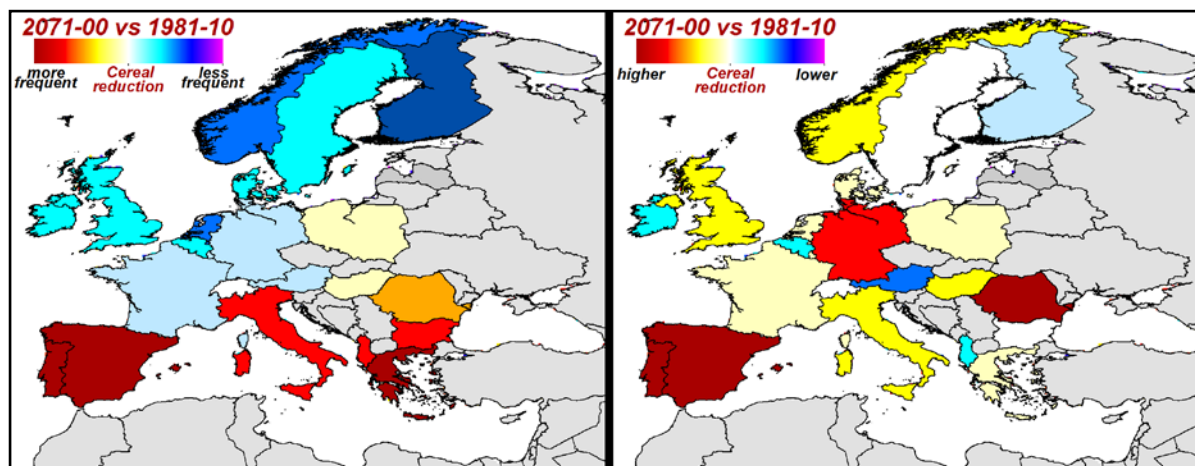 2071-00 vs 1981-10
more frequent
Cereal reduction
less frequent
2071-00 vs 1981-10
higher
Cereal reduction
lower